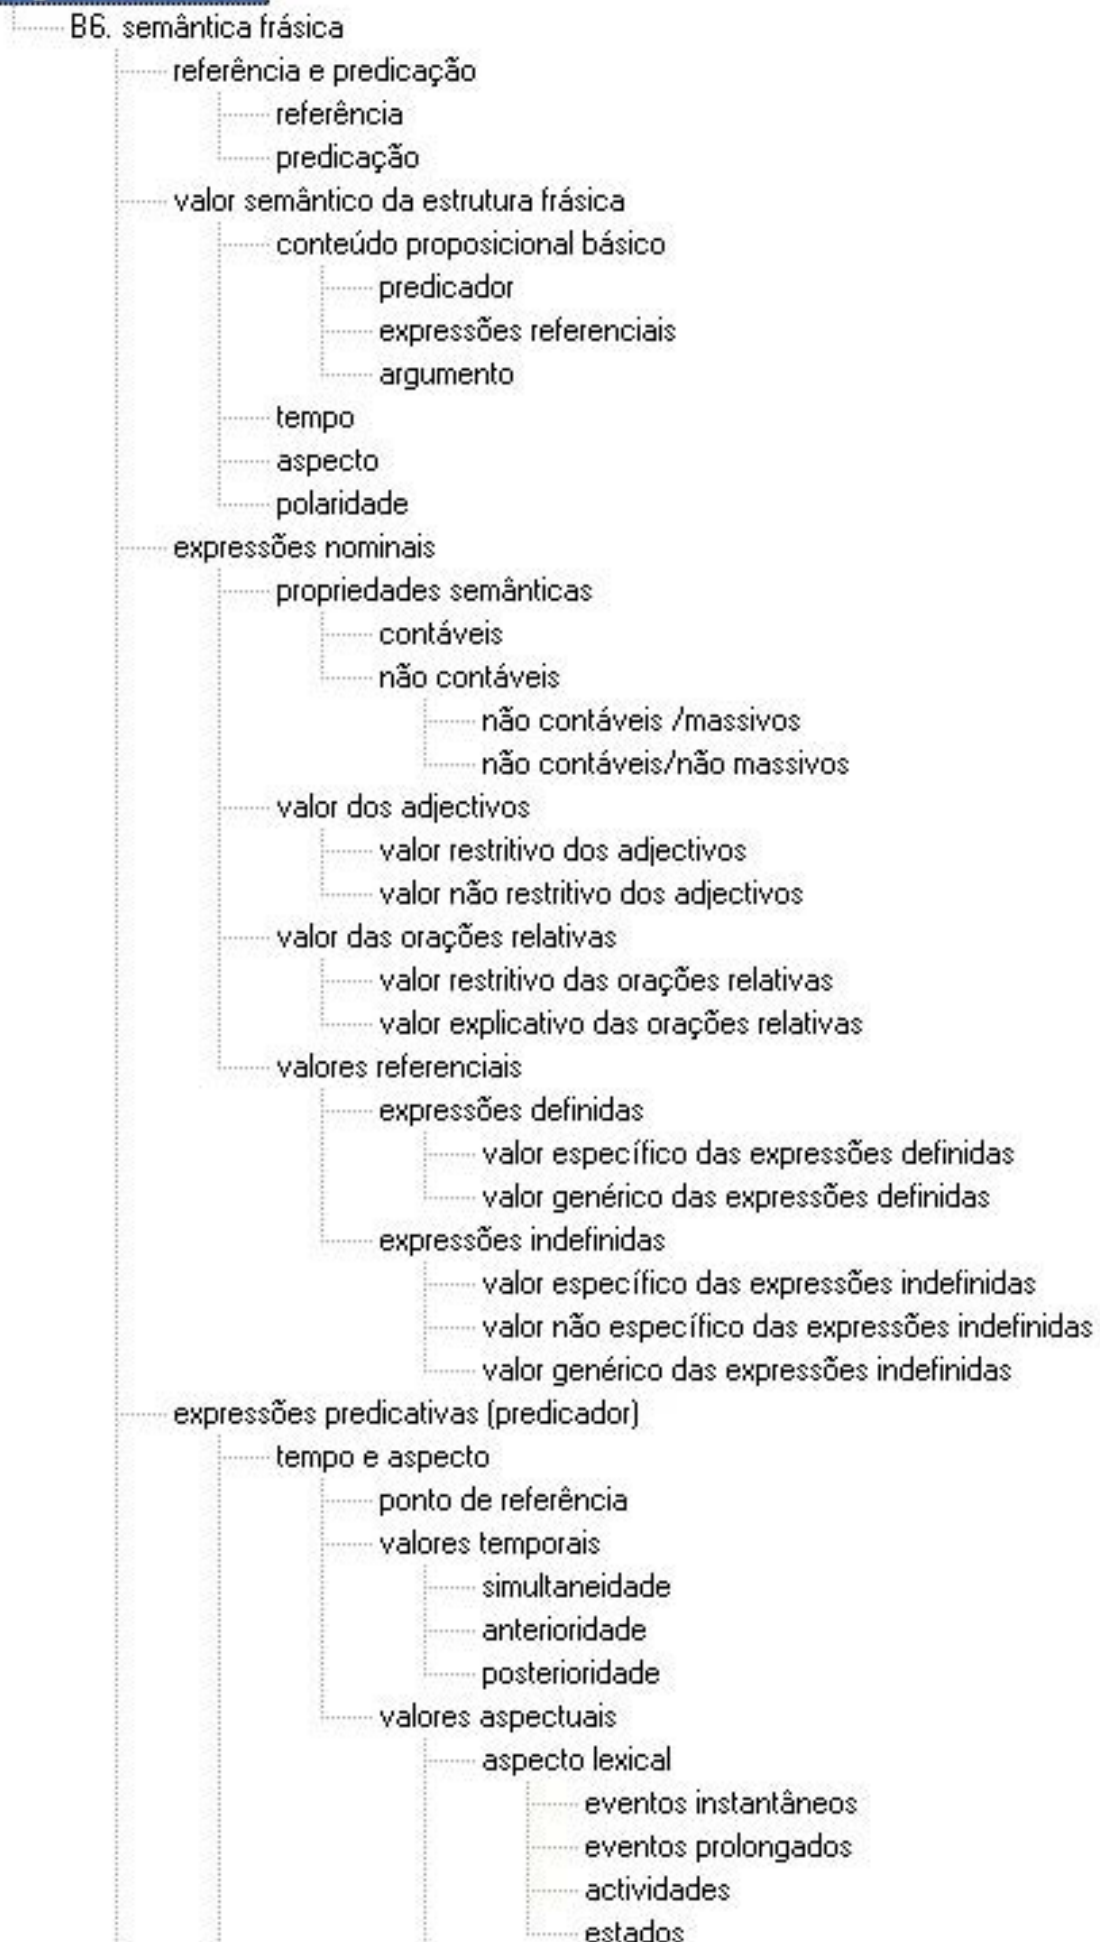 B6. semântica frásica
referência e predicação
referência
predicação
valor semântico da estrutura frásica
conteúdo proposicional básico
predicador
expressões referenciais
argumento
tempo
aspecto
polaridade
expressões nominais
propriedades semânticas
contáveis
não contáveis
não contáveis /massivos
não contáveis/não massivos
valor dos adjectivos
valor restritivo dos adjectivos
valor não restritivo dos adjectivos
valor das orações relativas
valor restritivo das orações relativas
valor explicativo das orações relativas
valores referenciais
expressões definidas
valor específico das expressões definidas
valor genérico das expressões definidas
expressões indefinidas
valor específico das expressões indefinidas
valor não específico das expressões indefinidas
valor genérico das expressões indefinidas
expressões predicativas (predicador)
tempo e aspecto
ponto de referência
valores temporais
simultaneidade
anterioridade
posterioridade
valores aspectuais
aspecto lexical
eventos instantâneos
eventos prolongados
actividades
estados